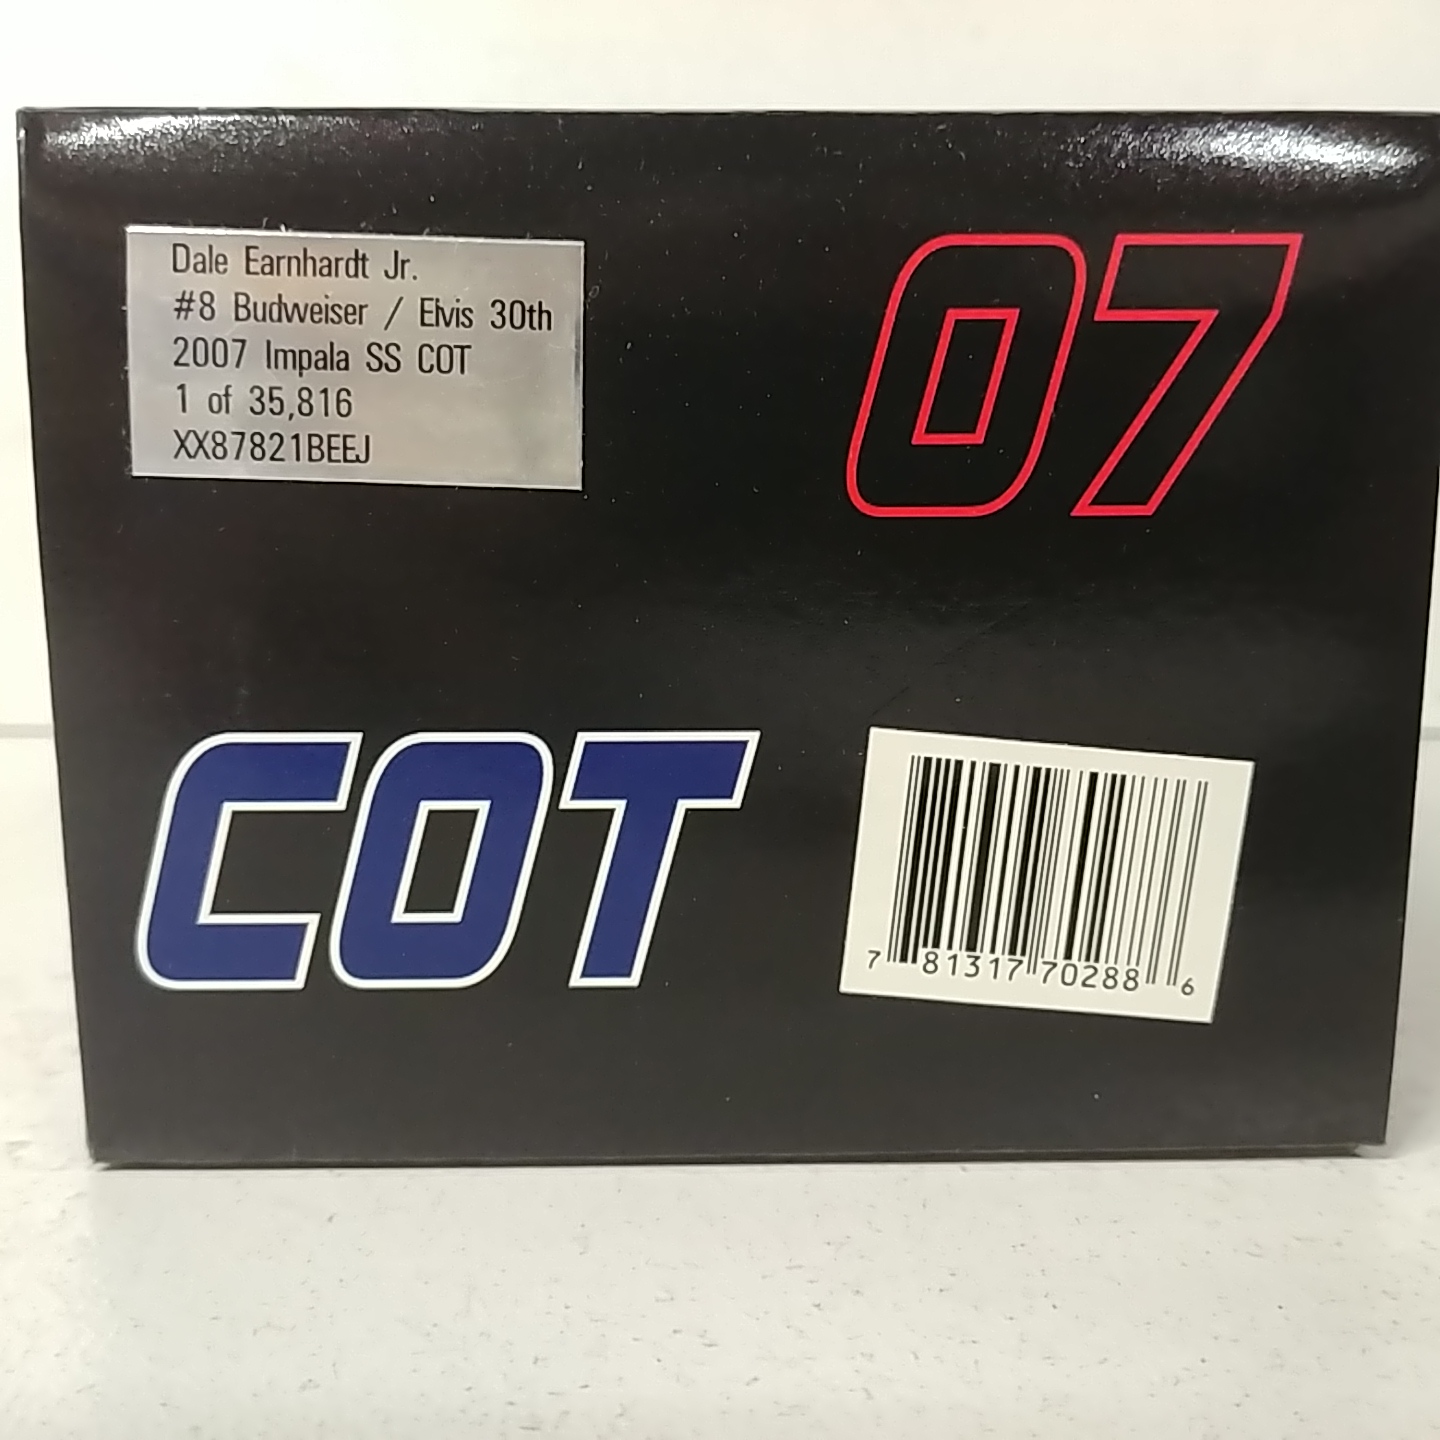 Dale Earnhardt Jr.
#8 Budweiser / Elvis 30th
2007 Impala SS COT
1 of 35,816
XX87821BEEJ
07
COT
7 81317 70288 6